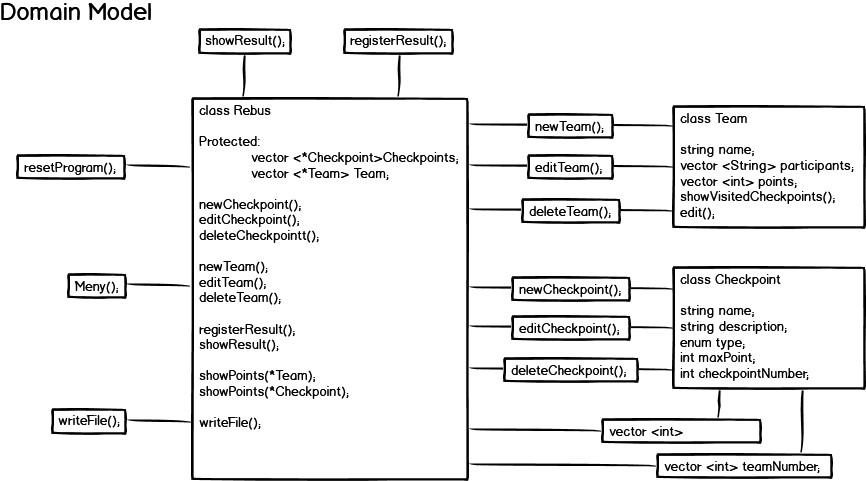 Domain Model
showResult();
registerResult();
class Rebus
Protected:
vector <*Checkpoint>Checkpoints;
vector <*Team> Team;
newCheckpoint();
editCheckpoint();
deleteCheckpointt();
newTeam();
editTeam();
deleteTeam();
registerResult();
showResult();
showPoints(*Team);
showPoints(*Checkpoint);
writeFile();
resetProgram();
Meny();
writeFile();
newTeam();
editTeam();
deleteTeam();
newCheckpoint();
editCheckpoint();
deleteCheckpoint();
class Team
string name;
vector <String> participants;
vector <int> points;
showVisitedCheckpoints();
edit();
class Checkpoint
string name;
string description;
enum type;
int maxPoint;
int checkpointNumber;
vector <int>
vector <int> teamNumber;